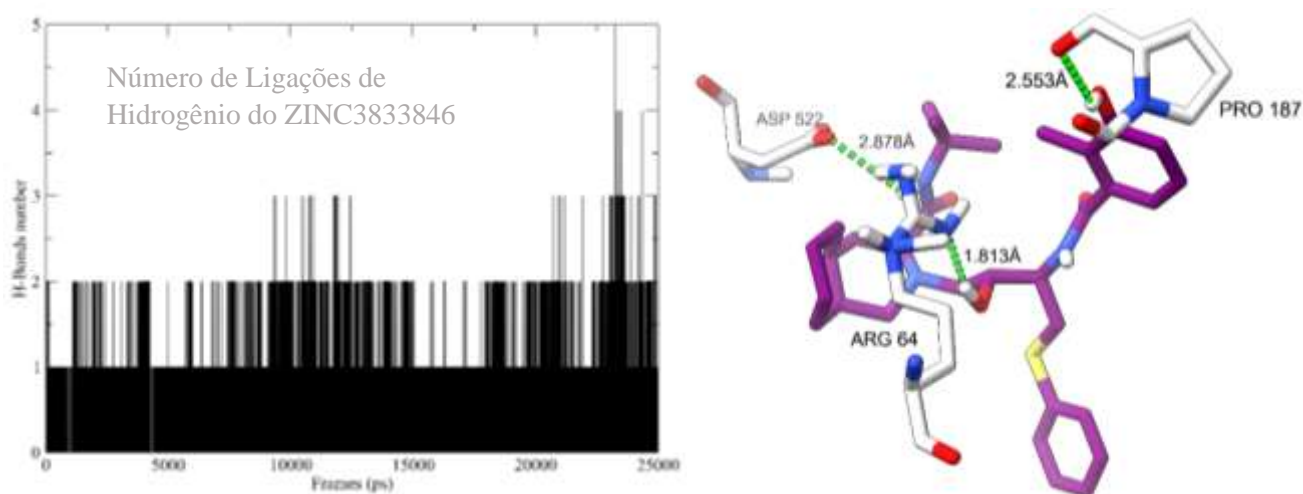 5
4
3
2
1
0
H-Bonds number
Número de Ligações de
Hidrogênio do ZINC3833846
0
5000
10000
15000
20000
25000
Frames (ps)
ASP 522
2.878Å
2.553Å
PRO 187
1.813Å
ARG 64